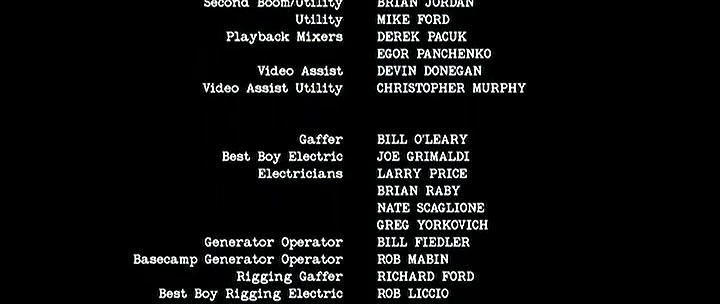 Second Boom/Utility BRIAN JORDAN
Utility MIKE FORD
Playback Mixers DEREK PACUK
EGOR PANCHENKO
Video Assist DEVIN DONEGAN
Video Assist Utility CHRISTOPHER MURPHY
Gaffer BILL O'LEARY
Best Boy Electric JOE GRIMALDI
Electricians LARRY PRICE
BRIAN RABY
NATE SCAGLIONE
GREG YORKOVICH
Generator Operator BILL FIEDLER
Basecamp Generator Operator ROB MABIN
Rigging Gaffer RICHARD FORD
Best Boy Rigging Electric ROB LICCIO